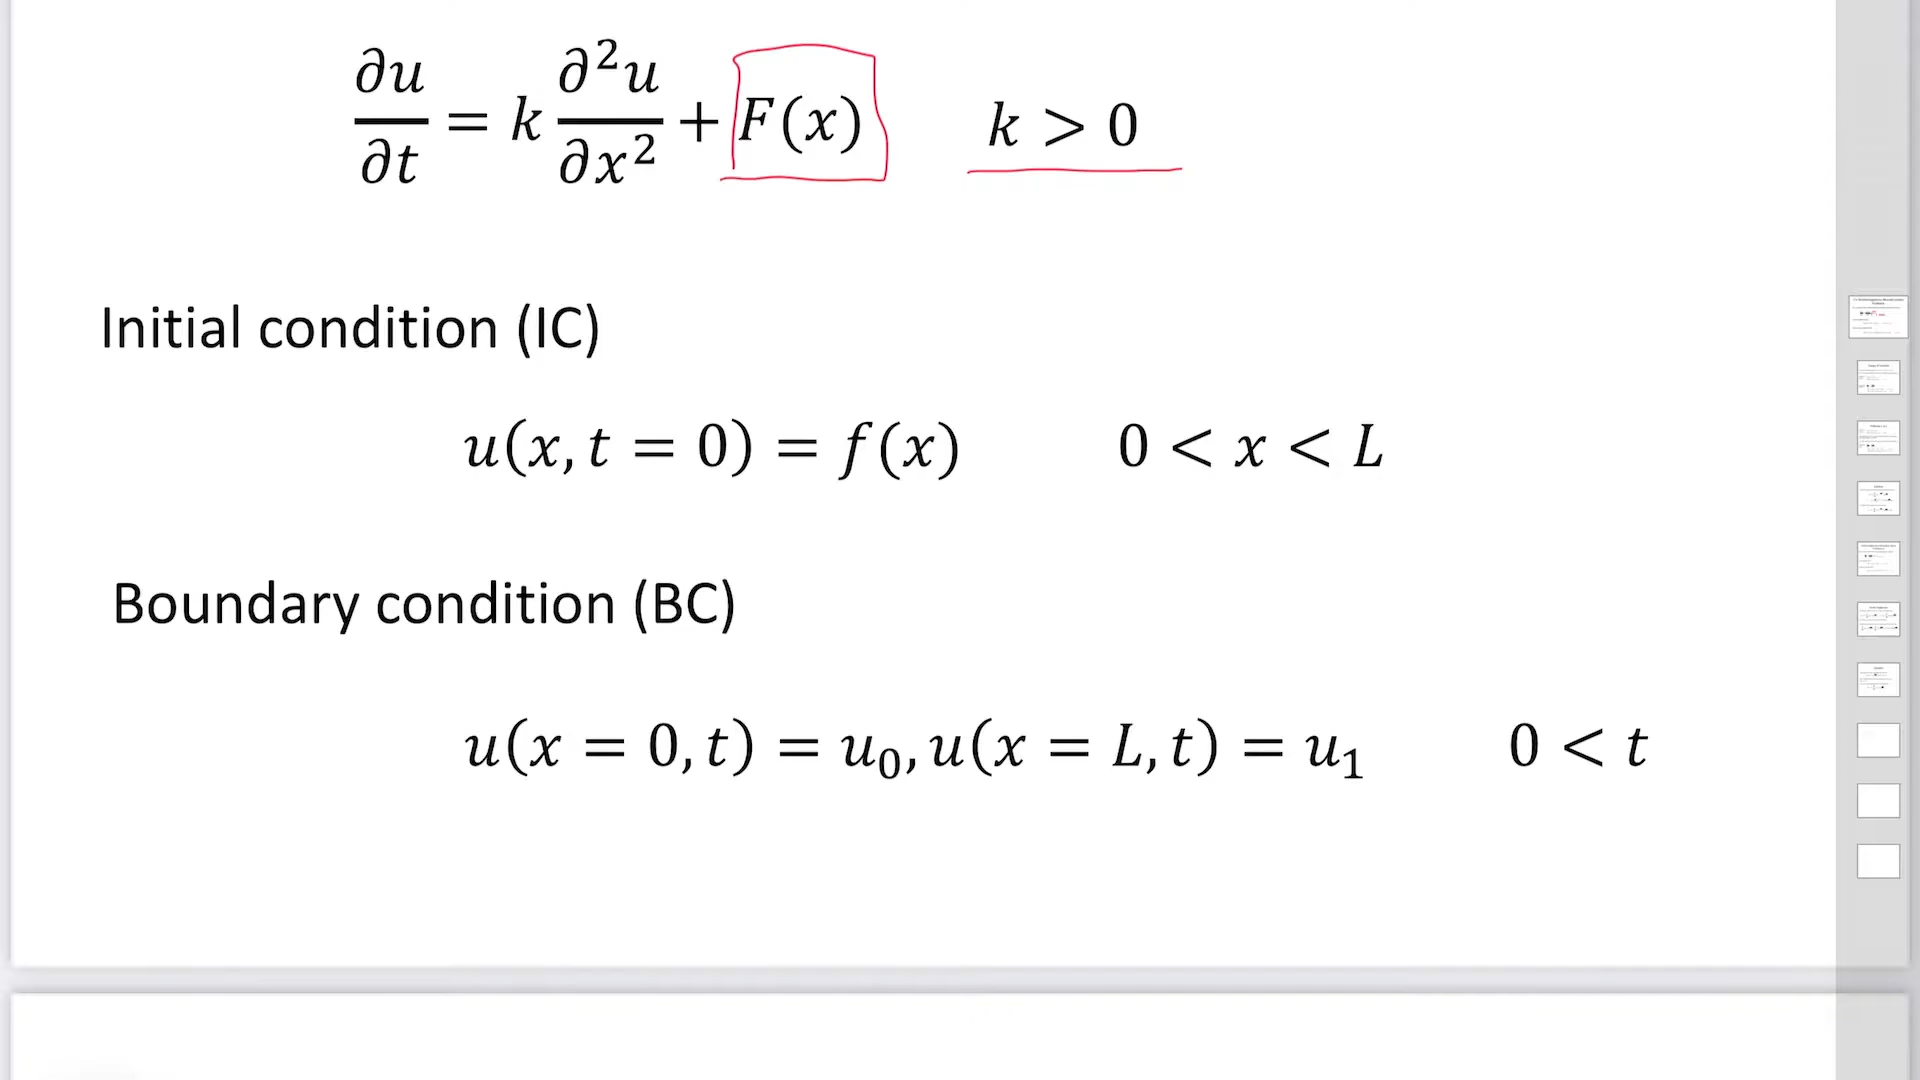 ∂u/∂t = k ∂²u/∂x² + F(x) k > 0
Initial condition (IC)
u(x, t = 0) = f(x) 0 < x < L
Boundary condition (BC)
u(x = 0, t) = u₀, u(x = L, t) = u₁ 0 < t